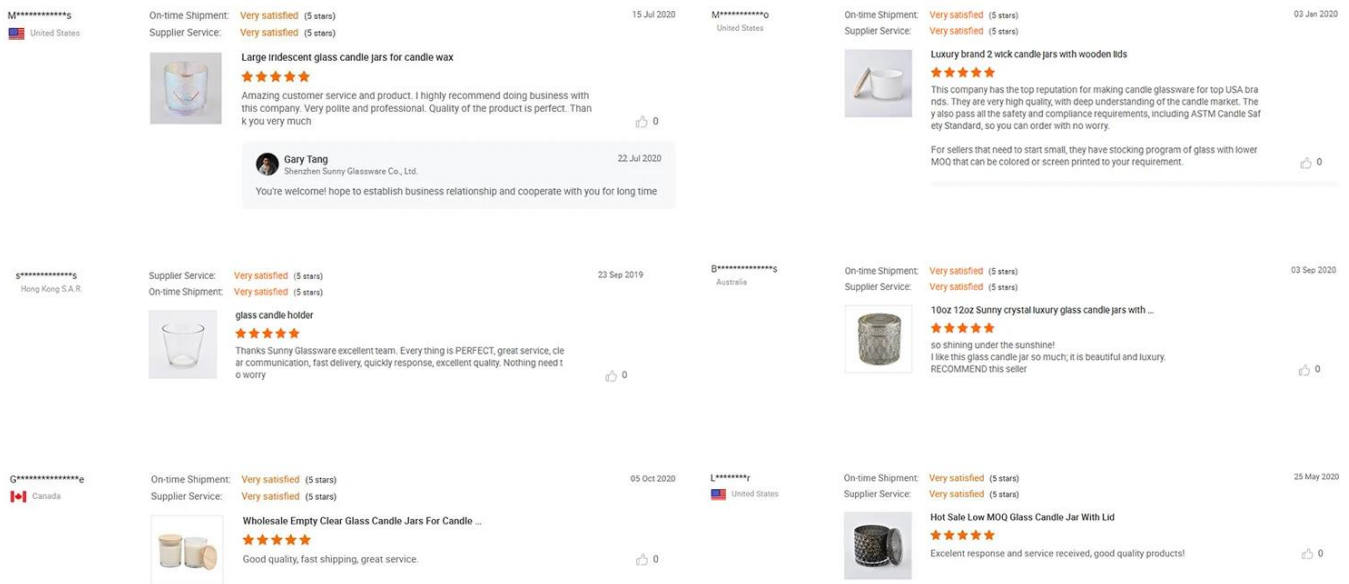 M************s
United States
On-time Shipment: Very satisfied (5 stars)
Supplier Service: Very satisfied (5 stars)
15 Jul 2020
Large iridescent glass candle jars for candle wax
Amazing customer service and product. I highly recommend doing business with
this company. Very polite and professional. Quality of the product is perfect. Than
k you very much
0
Gary Tang
22 Jul 2020
Shenzhen Sunny Glassware Co., Ltd.
You're welcome! hope to establish business relationship and cooperate with you for long time
M***********o
United States
On-time Shipment: Very satisfied (5 stars)
Supplier Service: Very satisfied (5 stars)
03 Jan 2020
Luxury brand 2 wick candle jars with wooden lids
This company has the top reputation for making candle glassware for top USA bra
nds. They are very high quality, with deep understanding of the candle market. The
y also pass all the safety and compliance requirements, including ASTM Candle Saf
ety Standard, so you can order with no worry.
For sellers that need to start small, they have stocking program of glass with lower
MOQ that can be colored or screen printed to your requirement.
0
s*************s
Hong Kong S.A.R.
Supplier Service: Very satisfied (5 stars)
On-time Shipment: Very satisfied (5 stars)
23 Sep 2019
glass candle holder
Thanks Sunny Glassware excellent team. Every thing is PERFECT, great service, cle
ar communication, fast delivery, quickly response, excellent quality. Nothing need t
o worry
0
B**************s
Australia
On-time Shipment: Very satisfied (5 stars)
Supplier Service: Very satisfied (5 stars)
03 Sep 2020
10oz 12oz Sunny crystal luxury glass candle jars with ...
so shining under the sunshine!
I like this glass candle jar so much; it is beautiful and luxury.
RECOMMEND this seller
0
G***************e
Canada
On-time Shipment: Very satisfied (5 stars)
Supplier Service: Very satisfied (5 stars)
05 Oct 2020
Wholesale Empty Clear Glass Candle Jars For Candle ...
Good quality, fast shipping, great service.
0
L********r
United States
On-time Shipment: Very satisfied (5 stars)
Supplier Service: Very satisfied (5 stars)
25 May 2020
Hot Sale Low MOQ Glass Candle Jar With Lid
Excelent response and service received, good quality products!
0